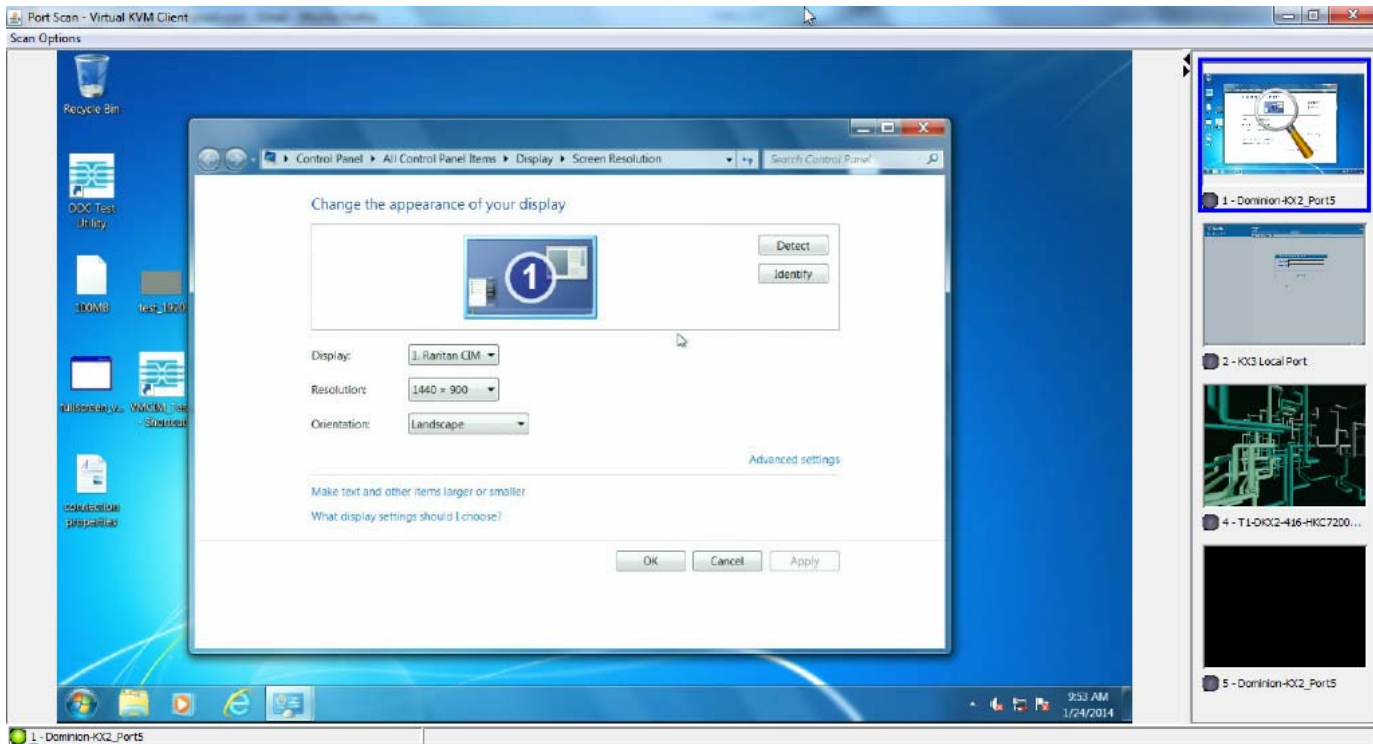 Port Scan - Virtual KVM Client
Scan Options
Recycle Bin
DDC Test
Utility
100MB
test_1920
Control Panel ▸ All Control Panel Items ▸ Display ▸ Screen Resolution
Search Control Panel
Change the appearance of your display
1
Detect
Identify
Display:
1. Raritan CIM
Resolution:
1440 × 900
Orientation:
Landscape
Advanced settings
Make text and other items larger or smaller
What display settings should I choose?
OK
Cancel
Apply
- Shortcut
connection
properties
9:53 AM
1/24/2014
1 - Dominion-KX2_Port5
2 - KX3 Local Port
4 - T1-DKX2-416-HKC7200...
5 - Dominion-KX2_Port5
1 - Dominion-KX2_Port5